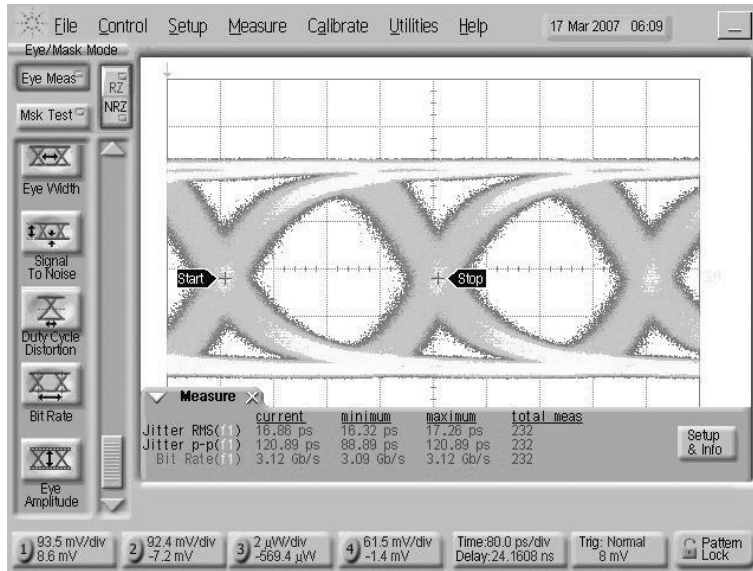 File Control Setup Measure Calibrate Utilities Help 17 Mar 2007 06:09
Eye/Mask Mode
Eye Meas
RZ
NRZ
Msk Test
Eye Width
Signal
To Noise
Start
Stop
Duty Cycle
Distortion
Bit Rate
Eye
Amplitude
Measure
current minimum maximum total meas
Jitter RMS(f1) 16.86 ps 16.32 ps 17.26 ps 232
Jitter p-p(f1) 120.89 ps 88.89 ps 120.89 ps 232
Bit Rate(f1) 3.12 Gb/s 3.09 Gb/s 3.12 Gb/s 232
Setup
& Info
1) 93.5 mV/div
8.6 mV
2) 92.4 mV/div
-7.2 mV
3) 2 µW/div
-569.4 µW
4) 61.5 mV/div
-1.4 mV
Time:80.0 ps/div
Delay:24.1608 ns
Trig: Normal
8 mV
Pattern
Lock